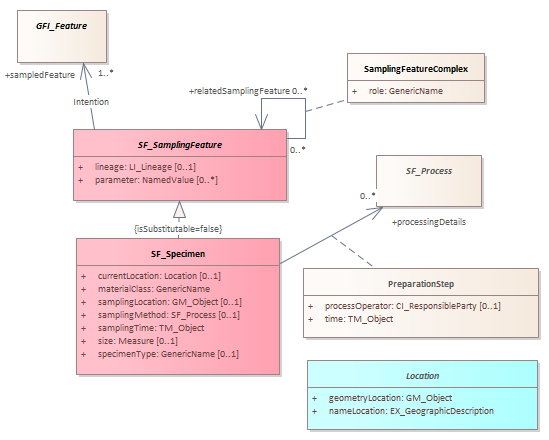 GFI_Feature
+sampledFeature 1..*
Intention
SamplingFeatureComplex
+ role: GenericName
+relatedSamplingFeature 0..*
0..*
SF_SamplingFeature
+ lineage: LI_Lineage [0..1]
+ parameter: NamedValue [0..*]
{isSubstitutable=false}
SF_Process
0..*
+processingDetails
SF_Specimen
+ currentLocation: Location [0..1]
+ materialClass: GenericName
+ samplingLocation: GM_Object [0..1]
+ samplingMethod: SF_Process [0..1]
+ samplingTime: TM_Object
+ size: Measure [0..1]
+ specimenType: GenericName [0..1]
PreparationStep
+ processOperator: CI_ResponsibleParty [0..1]
+ time: TM_Object
Location
+ geometryLocation: GM_Object
+ nameLocation: EX_GeographicDescription